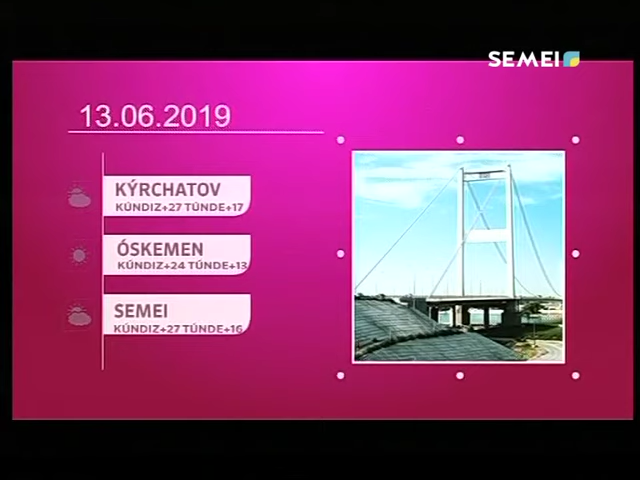 SEMEI
13.06.2019
KÝRCHATOV
KÚNDIZ+27 TÚNDE+17
ÓSKEMEN
KÚNDIZ+24 TÚNDE+13
SEMEI
KÚNDIZ+27 TÚNDE+16